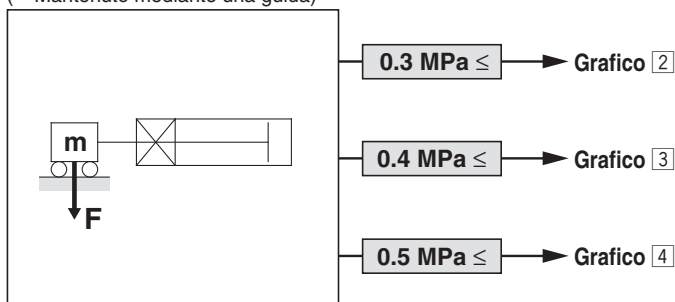 Mantenuto mediante una guida)
0.3 MPa ≤ Grafico 2
m
0.4 MPa ≤ Grafico 3
F
0.5 MPa ≤ Grafico 4